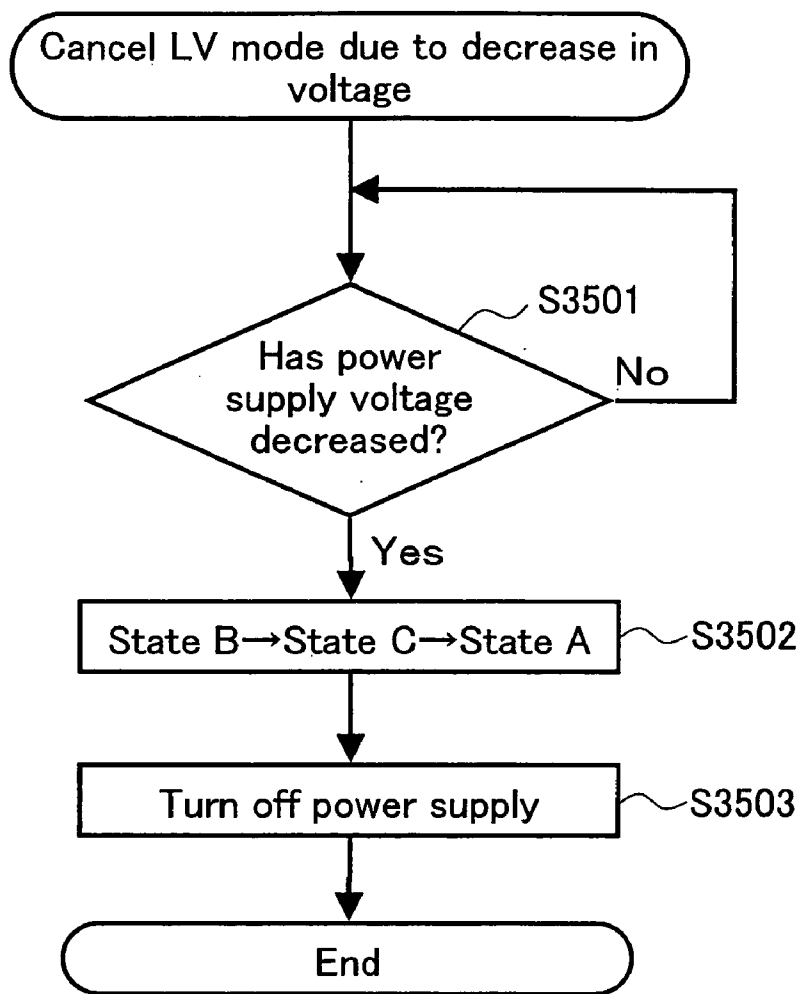 Cancel LV mode due to decrease in
voltage
S3501
Has power
supply voltage
decreased?
No
Yes
State B→State C→State A
S3502
Turn off power supply
S3503
End